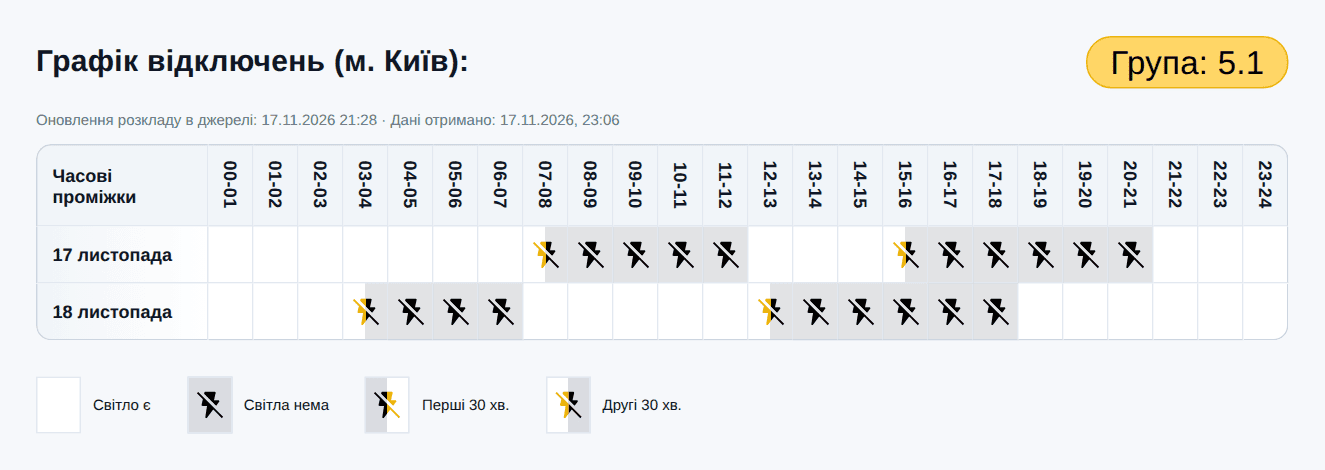 Графік відключень (м. Київ):
Група: 5.1
Оновлення розкладу в джерелі: 17.11.2026 21:28 · Дані отримано: 17.11.2026, 23:06
Часові
проміжки
00-01
01-02
02-03
03-04
04-05
05-06
06-07
07-08
08-09
09-10
10-11
11-12
12-13
13-14
14-15
15-16
16-17
17-18
18-19
19-20
20-21
21-22
22-23
23-24
17 листопада
18 листопада
Світло є
Світла нема
Перші 30 хв.
Другі 30 хв.